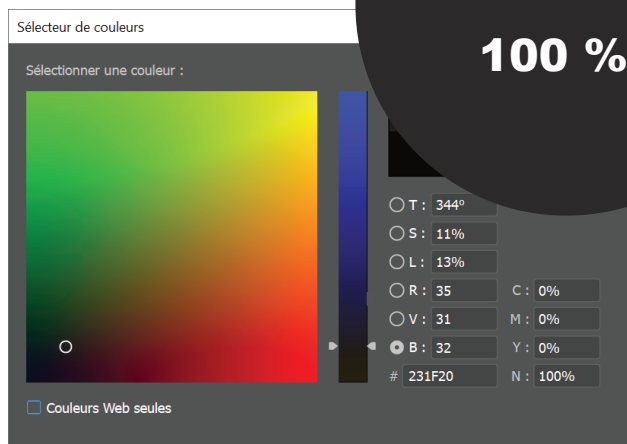 Sélecteur de couleurs
100 %
Sélectionner une couleur :
T : 344º
S : 11%
L : 13%
R : 35 C : 0%
V : 31 M : 0%
B : 32 Y : 0%
# 231F20 N : 100%
Couleurs Web seules